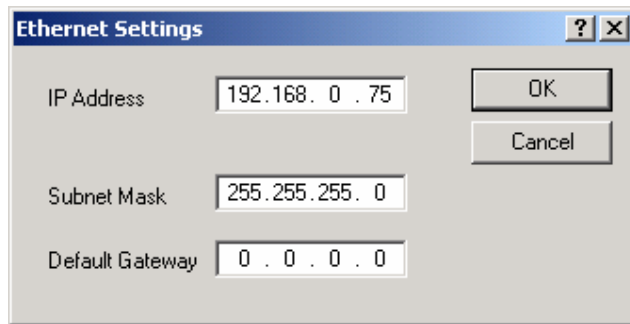 Ethernet Settings
IP Address 192.168. 0 .75 OK
Cancel
Subnet Mask 255.255.255. 0
Default Gateway 0 . 0 . 0 . 0